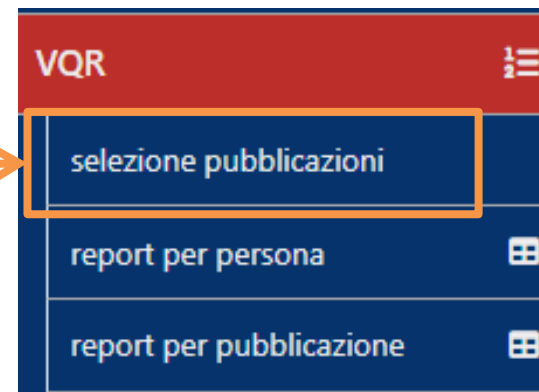 VQR
selezione pubblicazioni
report per persona
report per pubblicazione